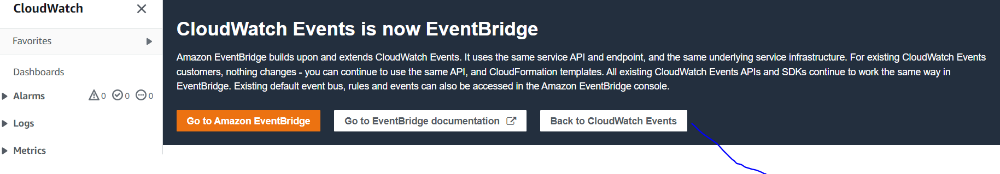 CloudWatch
Favorites
Dashboards
Alarms 0 0 0
Logs
Metrics
CloudWatch Events is now EventBridge
Amazon EventBridge builds upon and extends CloudWatch Events. It uses the same service API and endpoint, and the same underlying service infrastructure. For existing CloudWatch Events
customers, nothing changes - you can continue to use the same API, and CloudFormation templates. All existing CloudWatch Events APIs and SDKs continue to work the same way in
EventBridge. Existing default event bus, rules and events can also be accessed in the Amazon EventBridge console.
Go to Amazon EventBridge
Go to EventBridge documentation
Back to CloudWatch Events